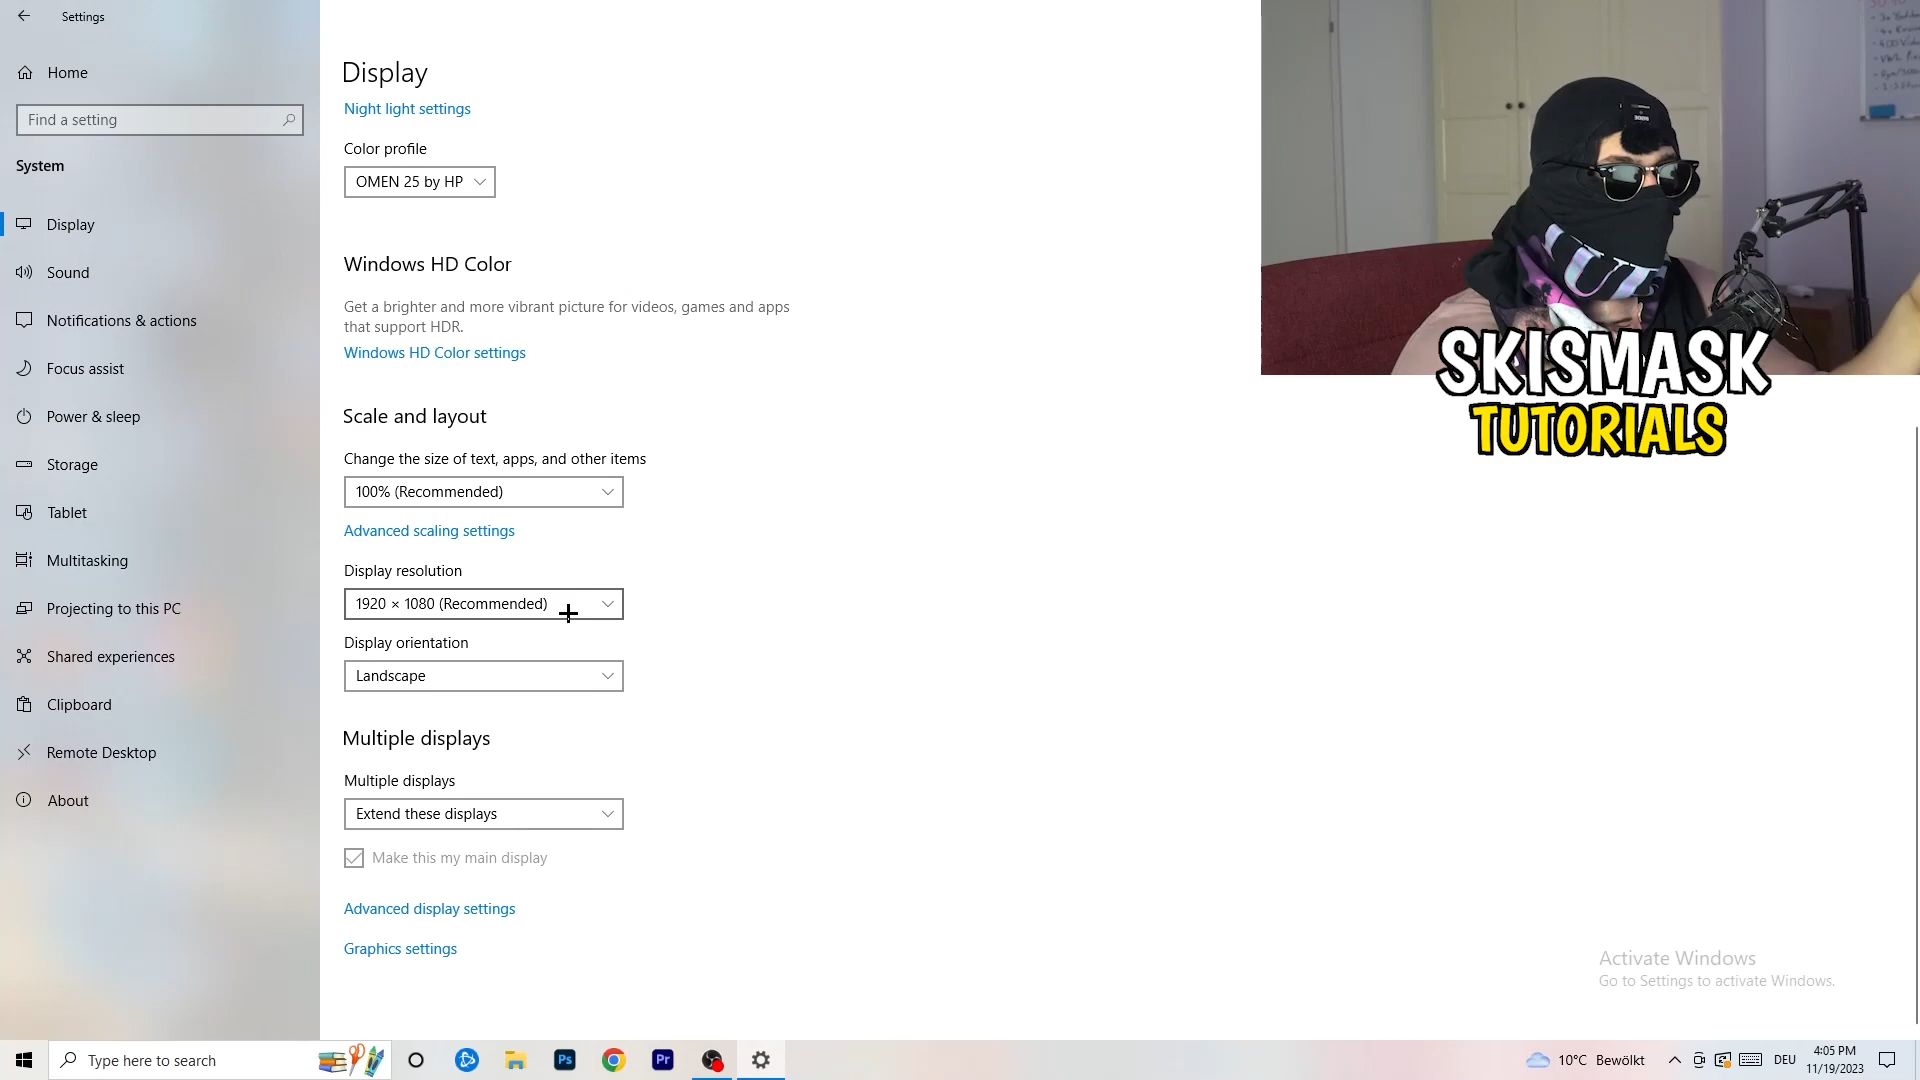 Settings
Home
Find a setting
System
Display
Sound
Notifications & actions
Focus assist
Power & sleep
Storage
Tablet
Multitasking
Projecting to this PC
Shared experiences
Clipboard
Remote Desktop
About
Display
Night light settings
Color profile
OMEN 25 by HP
Windows HD Color
Get a brighter and more vibrant picture for videos, games and apps
that support HDR.
Windows HD Color settings
Scale and layout
Change the size of text, apps, and other items
100% (Recommended)
Advanced scaling settings
Display resolution
1920 × 1080 (Recommended)
Display orientation
Landscape
Multiple displays
Multiple displays
Extend these displays
Make this my main display
Advanced display settings
Graphics settings
SKISMASK
TUTORIALS
Activate Windows
Go to Settings to activate Windows.
Type here to search
Ps
Pr
10°C Bewölkt
DEU
4:05 PM
11/19/2023